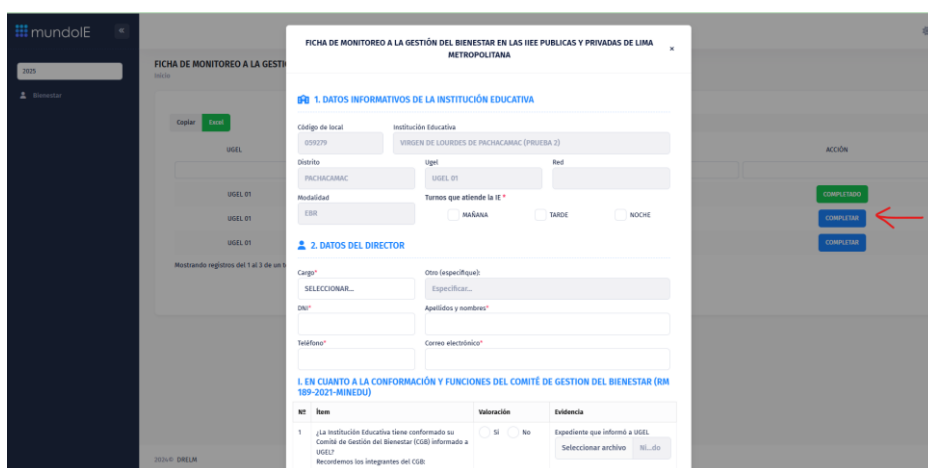 mundoIE
«
2025
Bienestar
FICHA DE MONITOREO A LA GESTI
Inicio
Copiar Excel
UGEL
ACCIÓN
UGEL 01
COMPLETADO
UGEL 01
COMPLETAR
UGEL 01
COMPLETAR
Mostrando registros del 1 al 3 de un t
2024© DRELM
FICHA DE MONITOREO A LA GESTIÓN DEL BIENESTAR EN LAS IIEE PUBLICAS Y PRIVADAS DE LIMA
METROPOLITANA
×
1. DATOS INFORMATIVOS DE LA INSTITUCIÓN EDUCATIVA
Código de local Institución Educativa
059279 VIRGEN DE LOURDES DE PACHACAMAC (PRUEBA 2)
Distrito Ugel Red
PACHACAMAC UGEL 01
Modalidad Turnos que atiende la IE *
EBR MAÑANA TARDE NOCHE
2. DATOS DEL DIRECTOR
Cargo* Otro (especifique):
SELECCIONAR... Especificar...
DNI* Apellidos y nombres*
Teléfono* Correo electrónico*
I. EN CUANTO A LA CONFORMACIÓN Y FUNCIONES DEL COMITÉ DE GESTION DEL BIENESTAR (RM
189-2021-MINEDU)
Nº Ítem Valoración Evidencia
1 ¿La Institución Educativa tiene conformado su Si No Expediente que informó a UGEL
Comité de Gestión del Bienestar (CGB) informado a Seleccionar archivo Ni...do
UGEL?
Recordemos los integrantes del CGB: